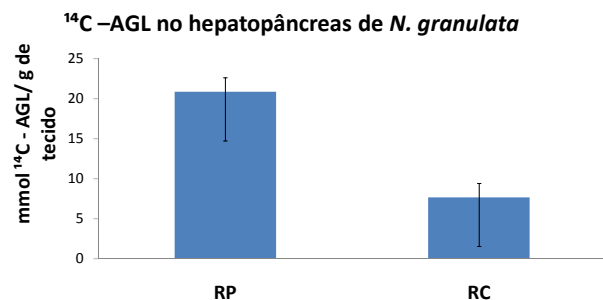 ¹⁴C –AGL no hepatopâncreas de N. granulata
mmol ¹⁴C - AGL/ g de
tecido
25
20
15
10
5
0
RP
RC